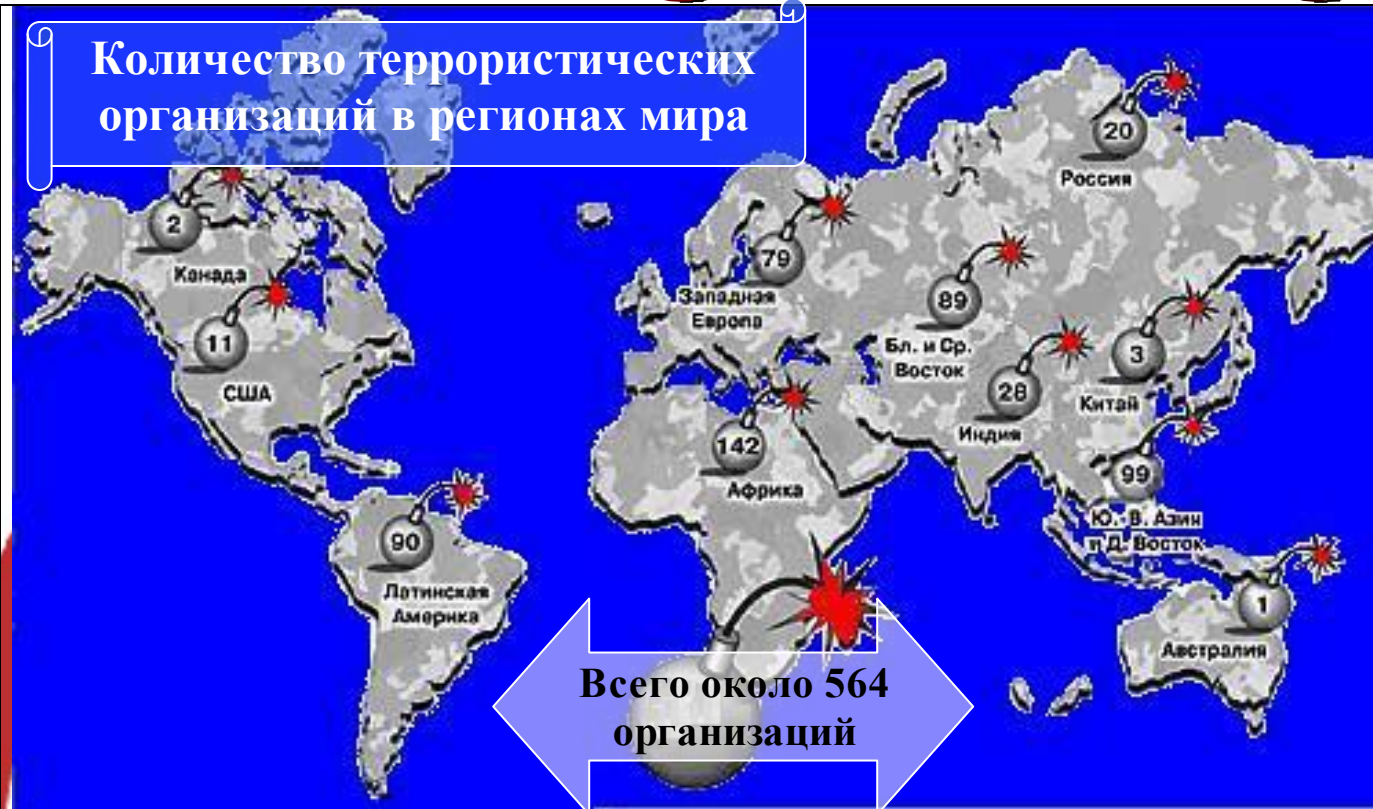 Количество террористических
организаций в регионах мира
20
Россия
2
Канада
79
Западная
Европа
89
Бл. и Ср.
Восток
11
США
3
Китай
28
Индия
142
Африка
99
Ю.-В. Азия
и Д. Восток
90
Латинская
Америка
1
Австралия
Всего около 564
организаций